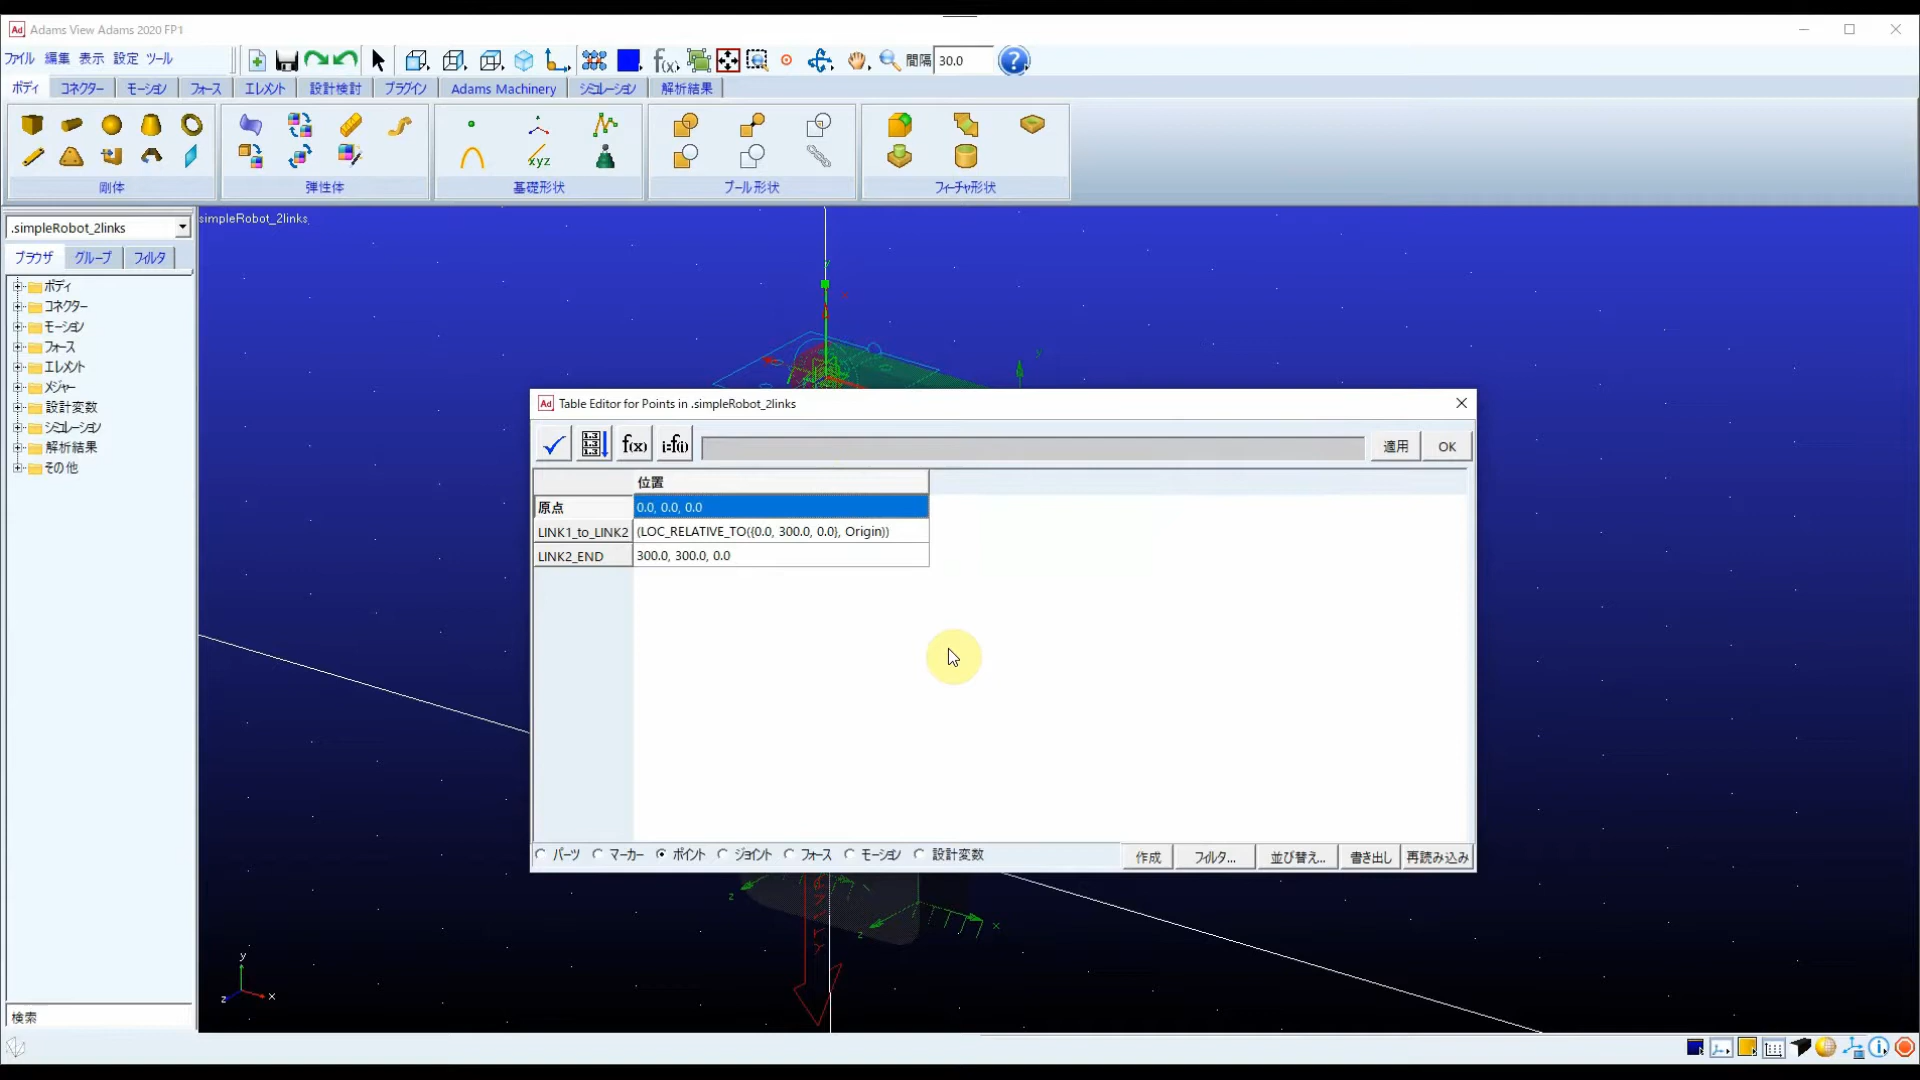 Adams View Adams 2020 FP1
ファイル 編集 表示 設定 ツール
f(x) 間隔 30.0 ?
ボディ コネクター モーション フォース エレメント 設計検討 プラグイン Adams Machinery シミュレーション 解析結果
xyz
剛体 弾性体 基礎形状 ブール形状 フィーチャ形状
.simpleRobot_2links
simpleRobot_2links
ブラウザ グループ フィルタ
ボディ
コネクター
モーション
フォース
エレメント
メジャー
設計変数
シミュレーション
解析結果
その他
検索
Ad Table Editor for Points in .simpleRobot_2links
f(x) i=f(i) 適用 OK
位置
原点 0.0, 0.0, 0.0
LINK1_to_LINK2 (LOC_RELATIVE_TO({0.0, 300.0, 0.0}, Origin))
LINK2_END 300.0, 300.0, 0.0
パーツ マーカー ポイント ジョイント フォース モーション 設計変数 作成 フィルタ... 並び替え... 書き出し 再読み込み
z z x
y
z x